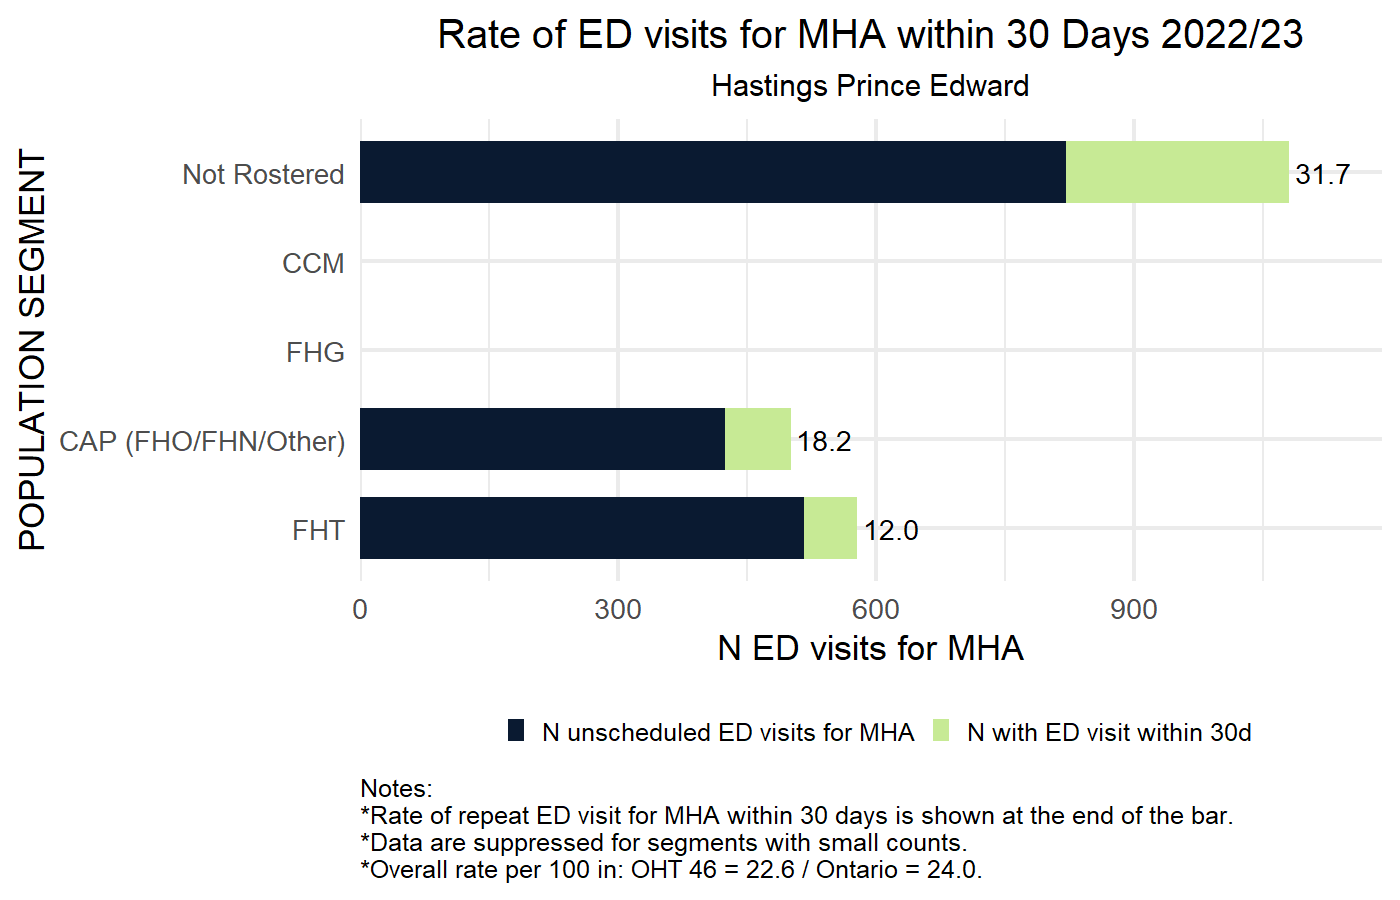 Rate of ED visits for MHA within 30 Days 2022/23
Hastings Prince Edward
POPULATION SEGMENT
Not Rostered
31.7
CCM
FHG
CAP (FHO/FHN/Other)
18.2
FHT
12.0
0
300
600
900
N ED visits for MHA
N unscheduled ED visits for MHA
N with ED visit within 30d
Notes:
*Rate of repeat ED visit for MHA within 30 days is shown at the end of the bar.
*Data are suppressed for segments with small counts.
*Overall rate per 100 in: OHT 46 = 22.6 / Ontario = 24.0.